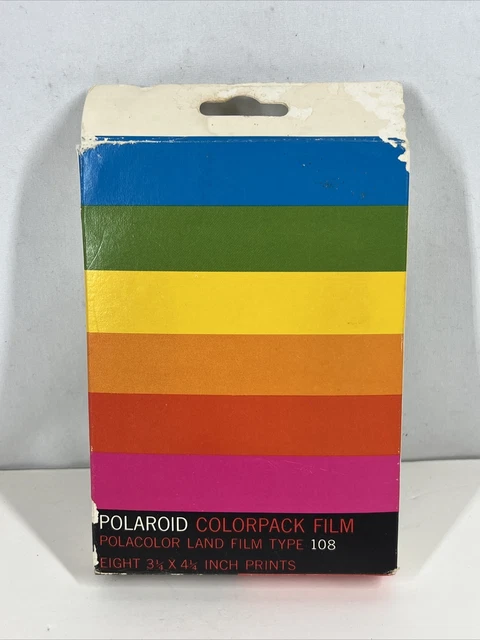 POLAROID COLORPACK FILM
POLACOLOR LAND FILM TYPE 108
EIGHT 3¼ X 4¼ INCH PRINTS